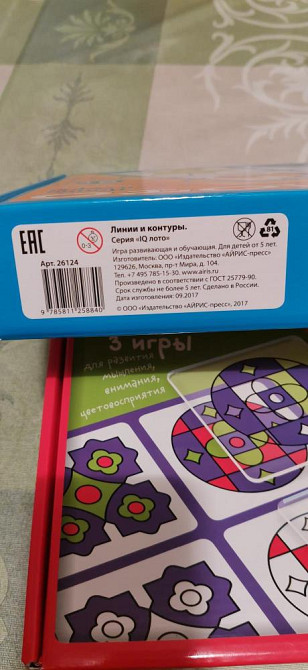 EAC
0-3
Арт. 26124
9 785811 258840
Линии и контуры.
Серия «IQ лото»
81
Игра развивающая и обучающая. Для детей от 5 лет.
Изготовитель: ООО «Издательство «АЙРИС-пресс»
129626, Москва, пр-т Мира, д. 104.
Тел. +7 495 785-15-30. www.airis.ru
Произведено в соответствии с ГОСТ 25779-90.
Срок службы не более 5 лет. Сделано в России.
Дата изготовления: 09.2017
© ООО «Издательство «АЙРИС-пресс», 2017
3 игры
для развития
мышления,
внимания,
цветовосприятия